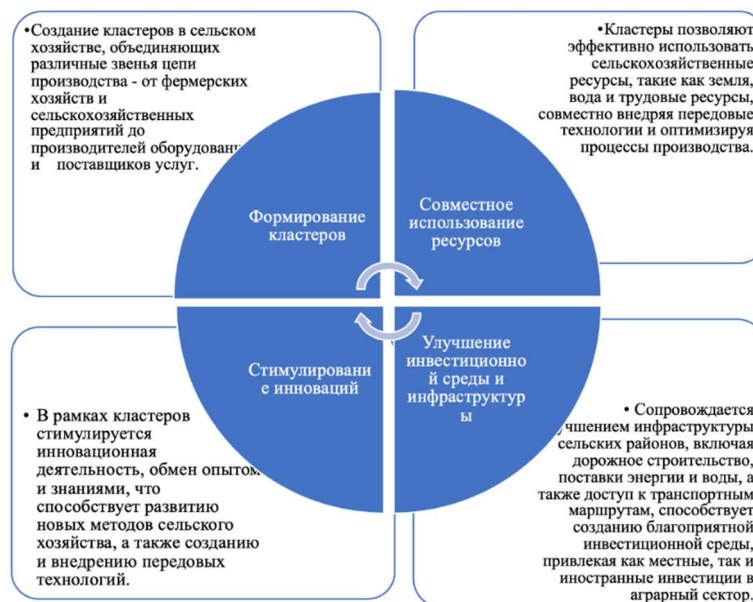 •Создание кластеров в сельском
хозяйстве, объединяющих
различные звенья цепи
производства - от фермерских
хозяйств и
сельскохозяйственных
предприятий до
производителей оборудовани
и поставщиков услуг.
•Кластеры позволяют
эффективно использовать
сельскохозяйственные
ресурсы, такие как земля,
вода и трудовые ресурсы,
совместно внедряя передовые
технологии и оптимизируя
процессы производства.
Формирование
кластеров
Совместное
использование
ресурсов
Стимулировани
е инноваций
Улучшение
инвестиционно
й среды и
инфраструктур
ы
• В рамках кластеров
стимулируется
инновационная
деятельность, обмен опытом
и знаниями, что
способствует развитию
новых методов сельского
хозяйства, а также созданию
и внедрению передовых
технологий.
• Сопровождается
учшением инфраструктуры
сельских районов, включая
дорожное строительство,
поставки энергии и воды, а
также доступ к транспортным
маршрутам, способствует
созданию благоприятной
инвестиционной среды,
привлекая как местные, так и
иностранные инвестиции в
аграрный сектор.